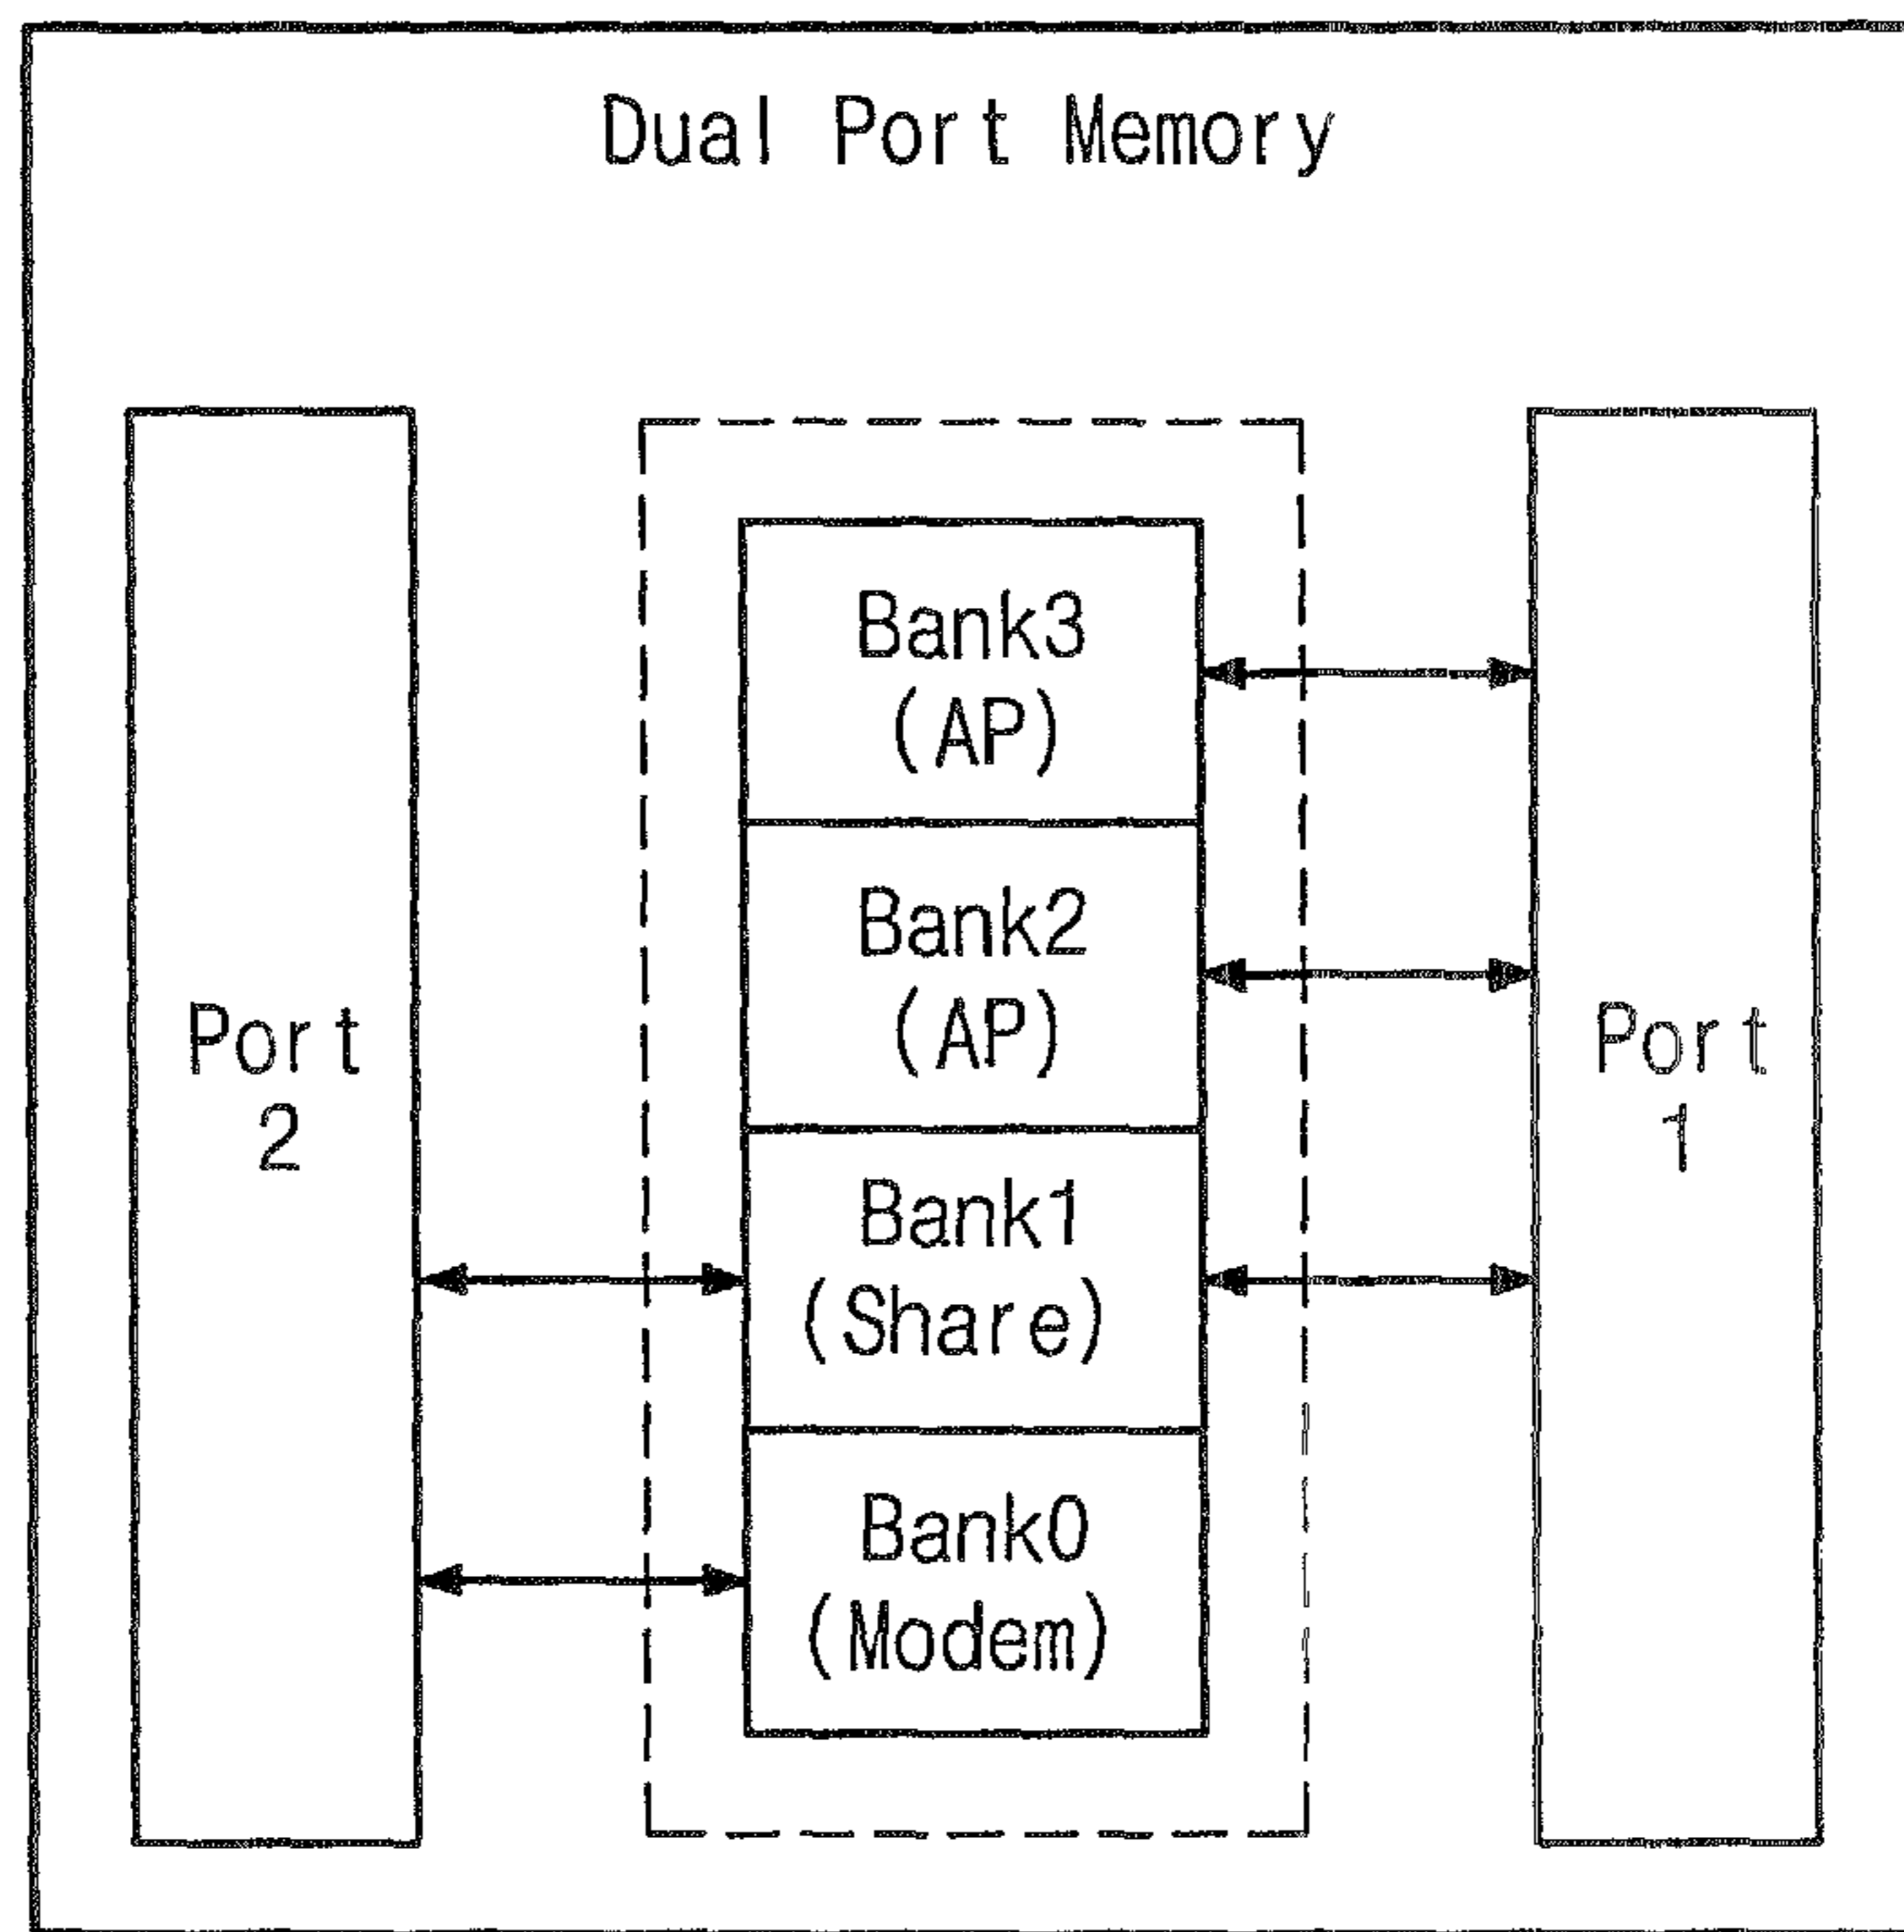 Dual Port Memory
Port
2
Bank3
(AP)
Bank2
(AP)
Bank1
(Share)
Bank0
(Modem)
Port
1